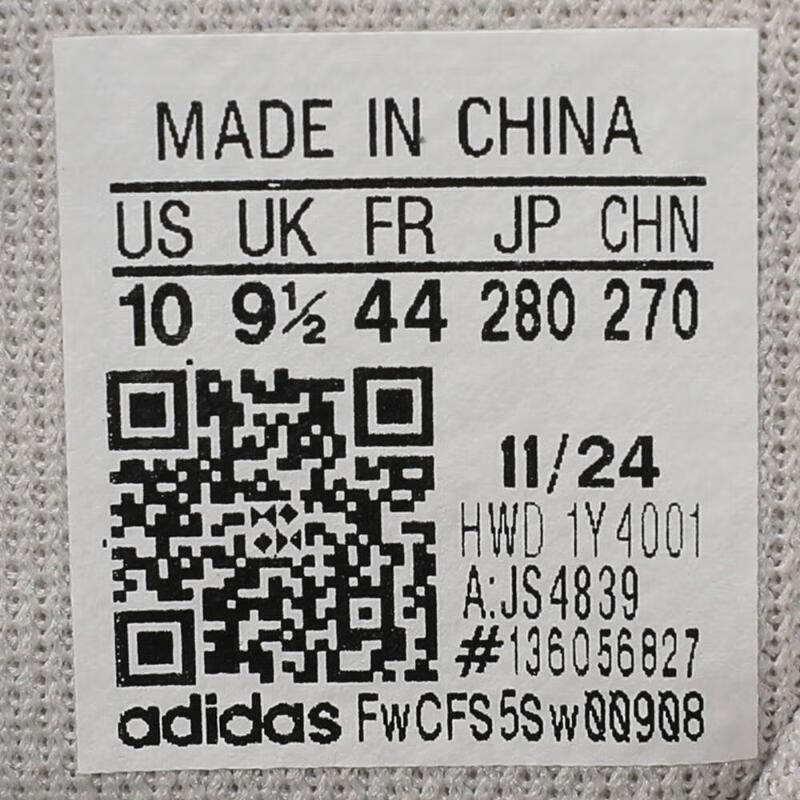 MADE IN CHINA
US UK FR JP CHN
10 9½ 44 280 270
11/24
HWD 1Y4001
A:JS4839
#136056827
adidas FwCFS5Sw00908